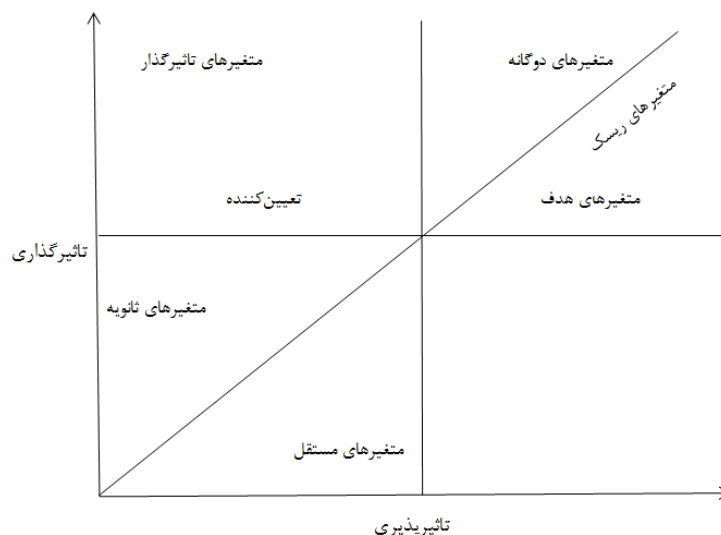 متغیرهای دوگانه
متغیرهای تاثیرگذار
متغیرهای ریسک
متغیرهای هدف
تعیین‌کننده
تاثیرگذاری
متغیرهای ثانویه
متغیرهای مستقل
تاثیرپذیری